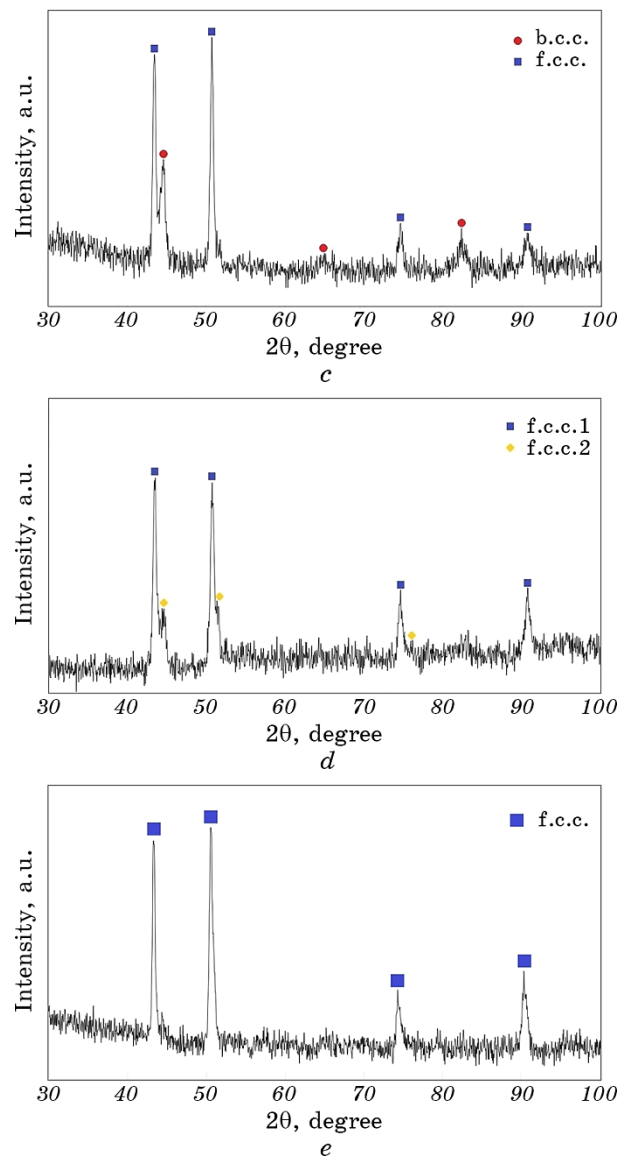 b.c.c.
f.c.c.
Intensity, a.u.
30 40 50 60 70 80 90 100
2θ, degree
c
f.c.c.1
f.c.c.2
Intensity, a.u.
30 40 50 60 70 80 90 100
2θ, degree
d
f.c.c.
Intensity, a.u.
30 40 50 60 70 80 90 100
2θ, degree
e